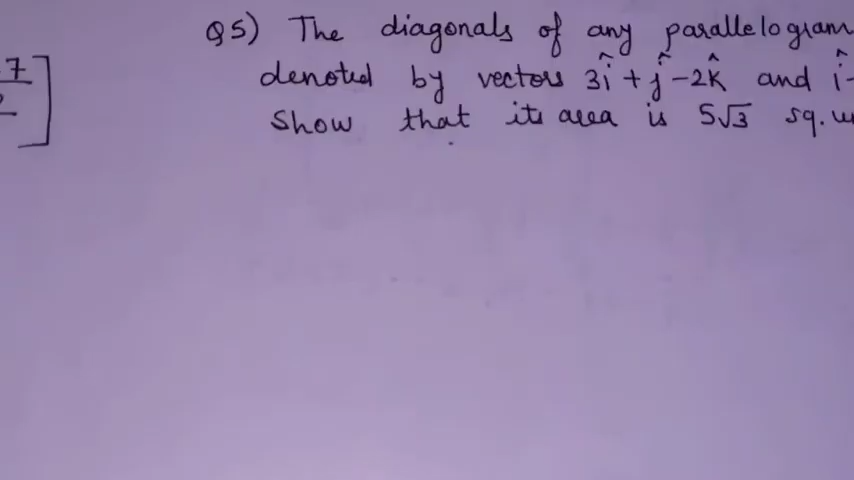 Q5) The diagonals of any parallelogram
denoted by vectors 3î + ĵ - 2k̂ and î -
Show that its area is 5√3 sq. u
7